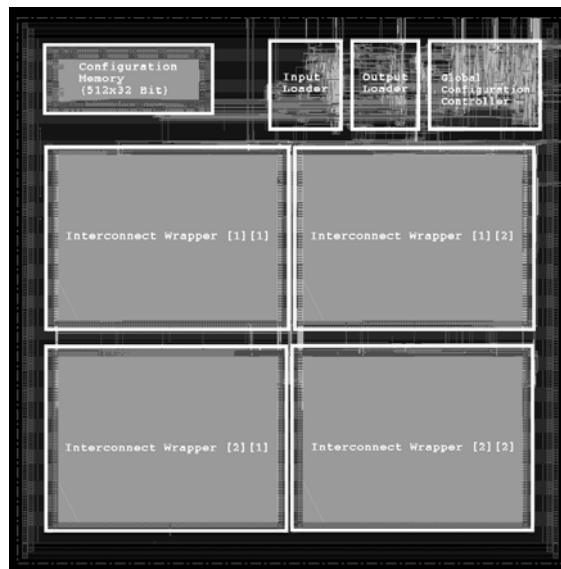 Configuration
Memory
(512x32 Bit)
Input
Loader
Output
Loader
Global
Configuration
Controller
Interconnect Wrapper [1][1]
Interconnect Wrapper [1][2]
Interconnect Wrapper [2][1]
Interconnect Wrapper [2][2]